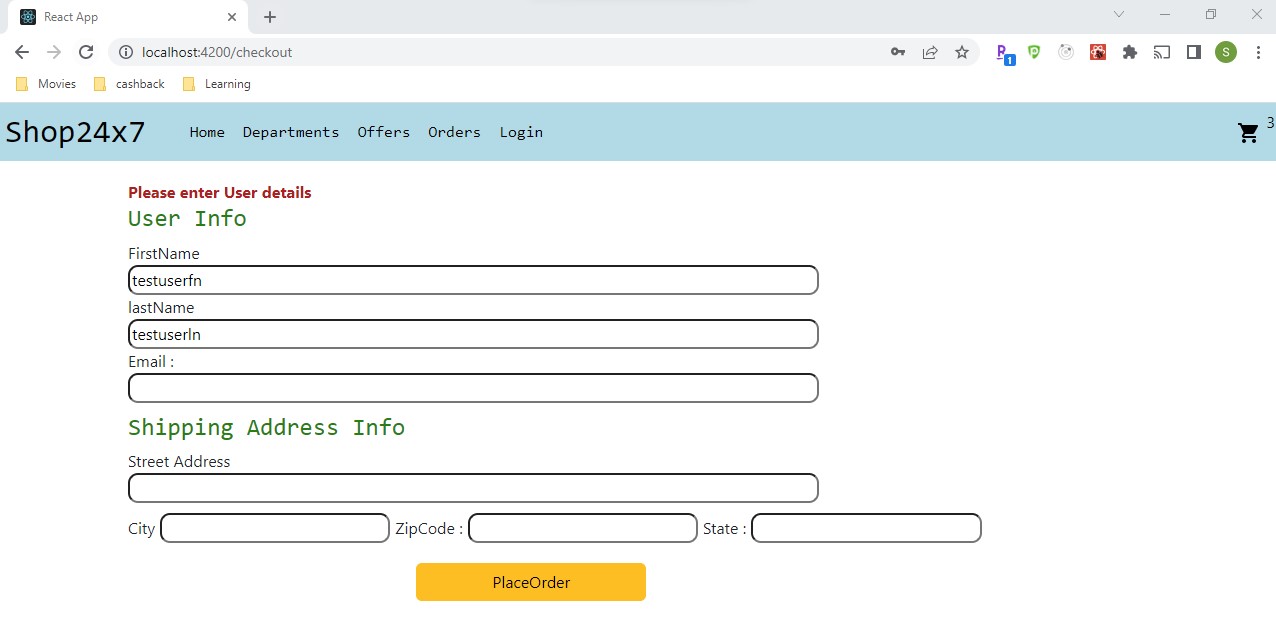 React App
localhost:4200/checkout
1
S
Movies cashback Learning
Shop24x7 Home Departments Offers Orders Login 3
Please enter User details
User Info
FirstName
testuserfn
lastName
testuserln
Email :
Shipping Address Info
Street Address
City ZipCode : State :
PlaceOrder